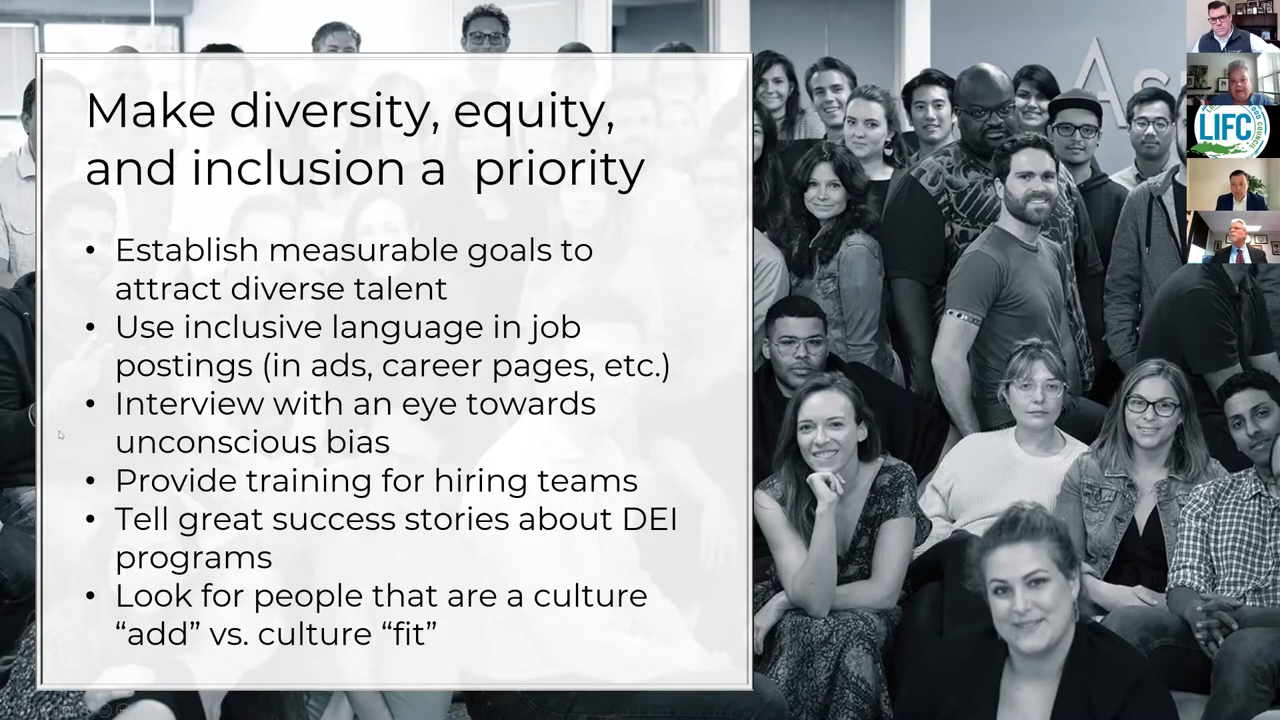 Make diversity, equity,
and inclusion a priority
• Establish measurable goals to
attract diverse talent
• Use inclusive language in job
postings (in ads, career pages, etc.)
• Interview with an eye towards
unconscious bias
• Provide training for hiring teams
• Tell great success stories about DEI
programs
• Look for people that are a culture
“add” vs. culture “fit”
As
LIFC